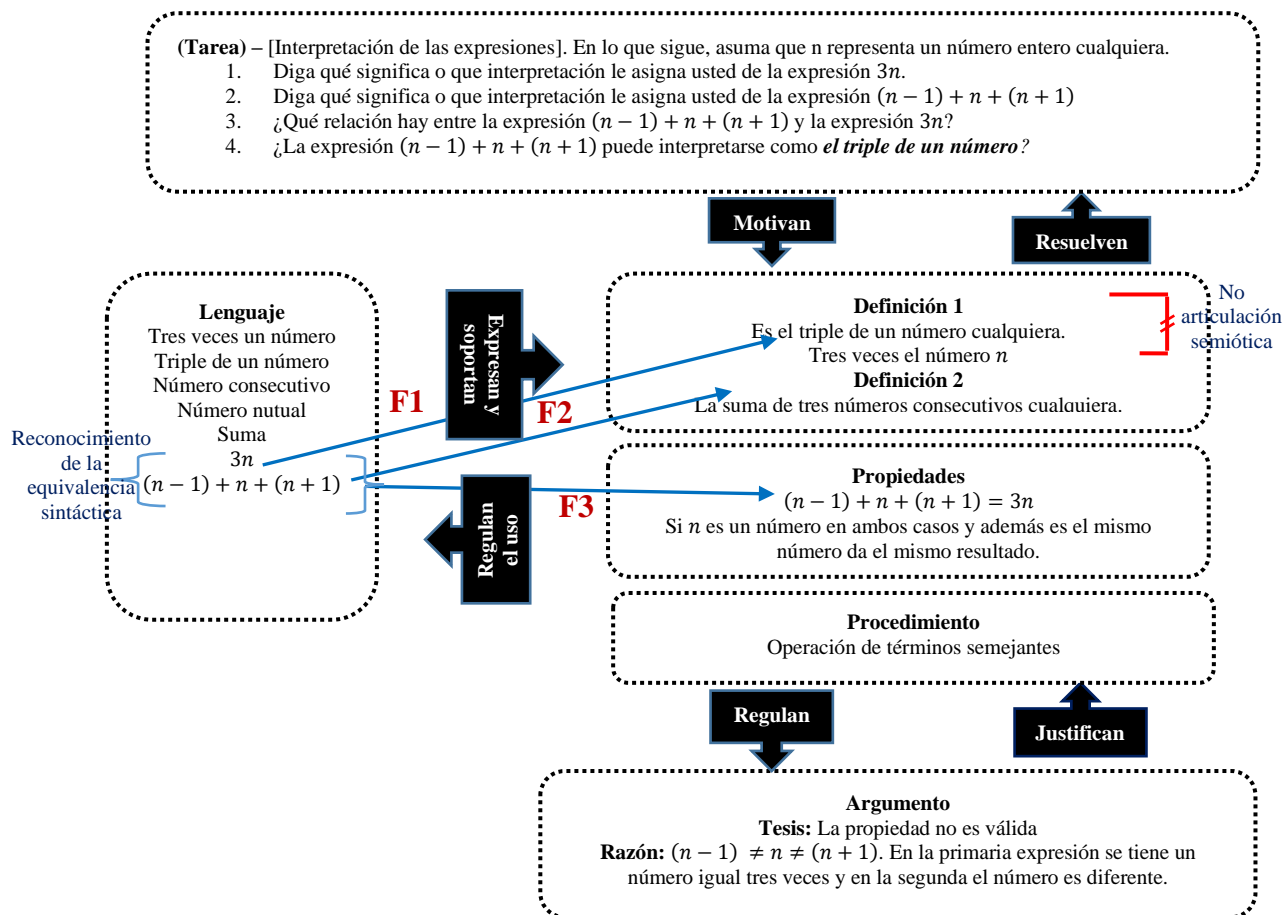 (Tarea) – [Interpretación de las expresiones]. En lo que sigue, asuma que n representa un número entero cualquiera.
1. Diga qué significa o que interpretación le asigna usted de la expresión 3𝑛.
2. Diga qué significa o que interpretación le asigna usted de la expresión (𝑛 − 1) + 𝑛 + (𝑛 + 1)
3. ¿Qué relación hay entre la expresión (𝑛 − 1) + 𝑛 + (𝑛 + 1) y la expresión 3𝑛?
4. ¿La expresión (𝑛 − 1) + 𝑛 + (𝑛 + 1) puede interpretarse como el triple de un número?
Motivan
Resuelven
Lenguaje
Tres veces un número
Triple de un número
Número consecutivo
Número nutual
Suma
3𝑛
(𝑛 − 1) + 𝑛 + (𝑛 + 1)
Reconocimiento
de la
equivalencia
sintáctica
Expresan y
soportan
F1
F2
F3
Regulan
el uso
Definición 1
Es el triple de un número cualquiera.
Tres veces el número 𝑛
Definición 2
La suma de tres números consecutivos cualquiera.
No
articulación
semiótica
Propiedades
(𝑛 − 1) + 𝑛 + (𝑛 + 1) = 3𝑛
Si 𝑛 es un número en ambos casos y además es el mismo
número da el mismo resultado.
Procedimiento
Operación de términos semejantes
Regulan
Justifican
Argumento
Tesis: La propiedad no es válida
Razón: (𝑛 − 1) ≠ 𝑛 ≠ (𝑛 + 1). En la primaria expresión se tiene un
número igual tres veces y en la segunda el número es diferente.